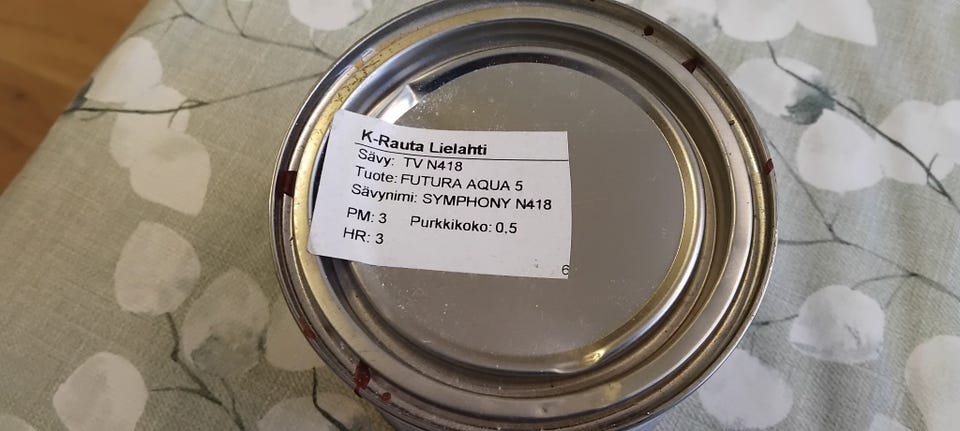 K-Rauta Lielahti
Sävy: TV N418
Tuote: FUTURA AQUA 5
Sävynimi: SYMPHONY N418
PM: 3 Purkkikoko: 0,5
HR: 3
6